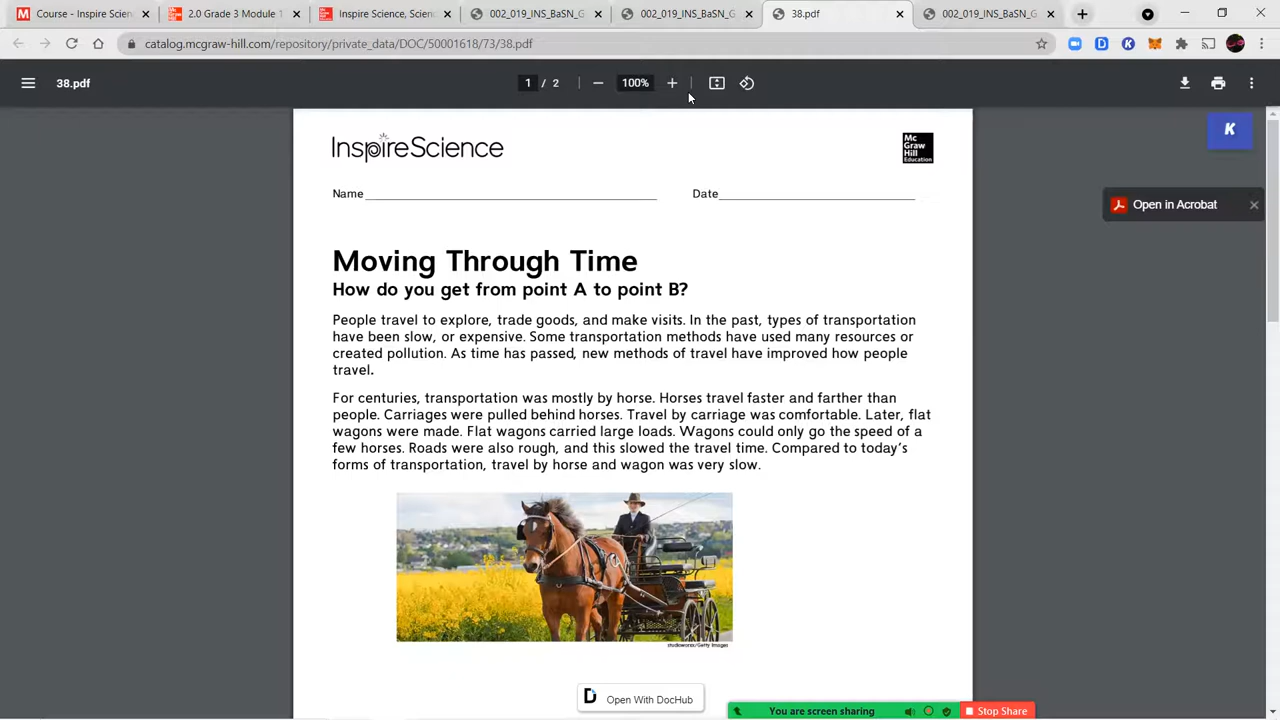 Course - Inspire Scien
2.0 Grade 3 Module 1
Inspire Science, Scien
002_019_INS_BaSN_G
002_019_INS_BaSN_G
38.pdf
002_019_INS_BaSN_G
catalog.mcgraw-hill.com/repository/private_data/DOC/50001618/73/38.pdf
38.pdf
1 / 2
100%
K
InspireScience
Mc Graw Hill Education
Name
Date
Open in Acrobat
Moving Through Time
How do you get from point A to point B?
People travel to explore, trade goods, and make visits. In the past, types of transportation
have been slow, or expensive. Some transportation methods have used many resources or
created pollution. As time has passed, new methods of travel have improved how people
travel.
For centuries, transportation was mostly by horse. Horses travel faster and farther than
people. Carriages were pulled behind horses. Travel by carriage was comfortable. Later, flat
wagons were made. Flat wagons carried large loads. Wagons could only go the speed of a
few horses. Roads were also rough, and this slowed the travel time. Compared to today's
forms of transportation, travel by horse and wagon was very slow.
Open With DocHub
You are screen sharing
Stop Share